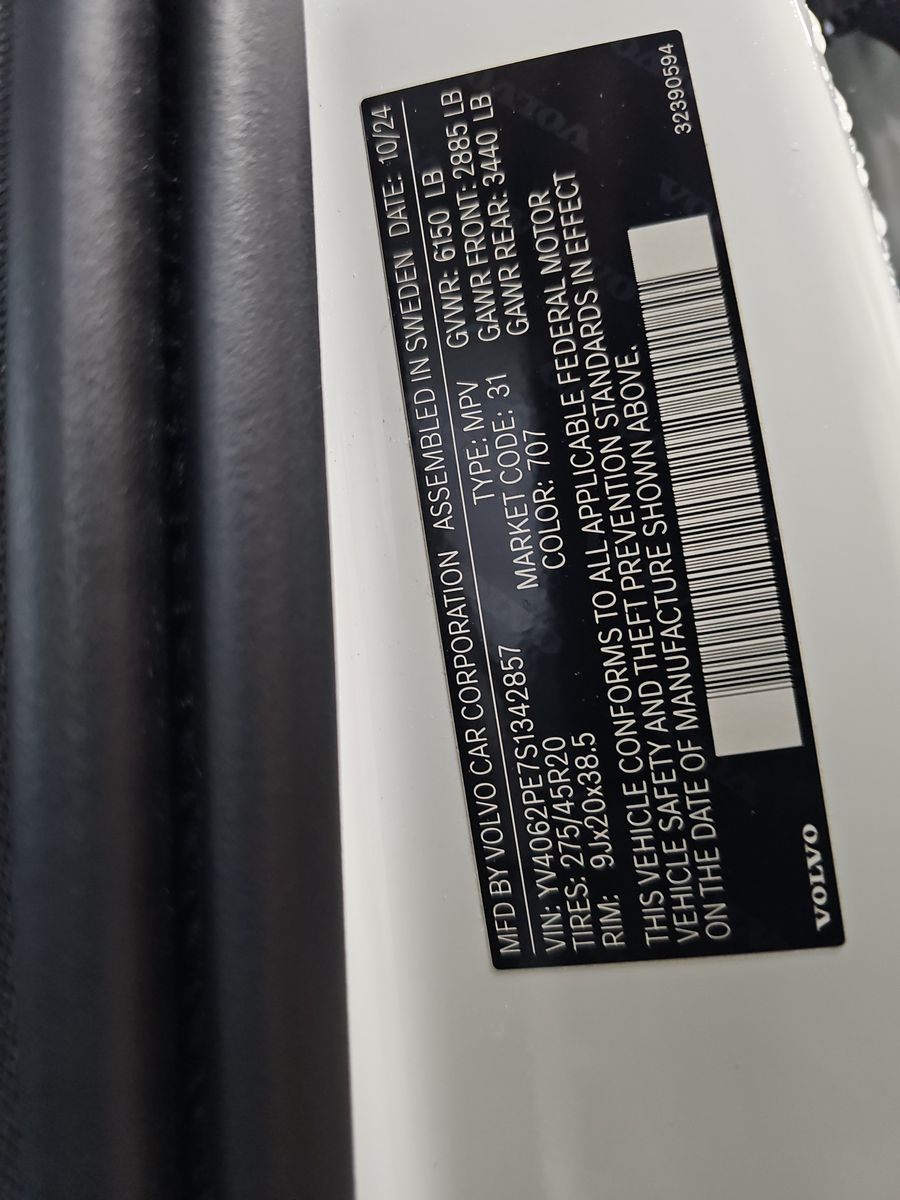 MFD BY VOLVO CAR CORPORATION ASSEMBLED IN SWEDEN DATE: 10/24
VIN: YV4062PE7S1342857 TYPE: MPV GVWR: 6150 LB
TIRES: 275/45R20 MARKET CODE: 31 GAWR FRONT: 2885 LB
RIM: 9Jx20x38.5 COLOR: 707 GAWR REAR: 3440 LB
THIS VEHICLE CONFORMS TO ALL APPLICABLE FEDERAL MOTOR
VEHICLE SAFETY AND THEFT PREVENTION STANDARDS IN EFFECT
ON THE DATE OF MANUFACTURE SHOWN ABOVE.
VOLVO 32390594